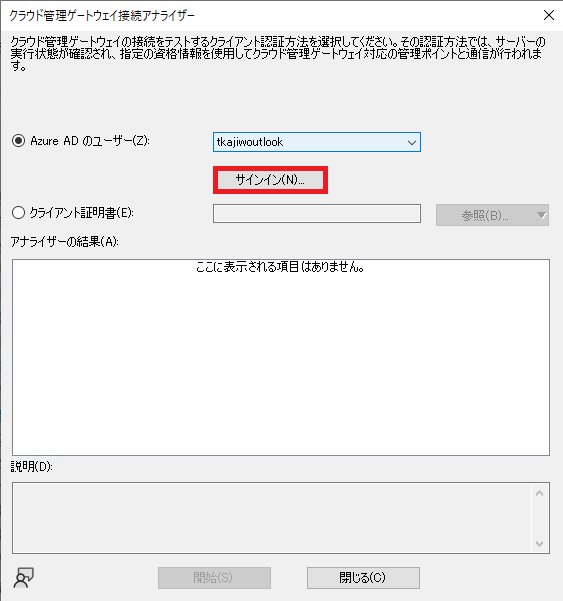 クラウド管理ゲートウェイ接続アナライザー
クラウド管理ゲートウェイの接続をテストするクライアント認証方法を選択してください。その認証方法では、サーバーの
実行状態が確認され、指定の資格情報を使用してクラウド管理ゲートウェイ対応の管理ポイントと通信が行われま
す。
Azure AD のユーザー(Z):
tkajiwoutlook
サインイン(N)...
クライアント証明書(E):
参照(B)...
アナライザーの結果(A):
ここに表示される項目はありません。
説明(D):
開始(S)
閉じる(C)